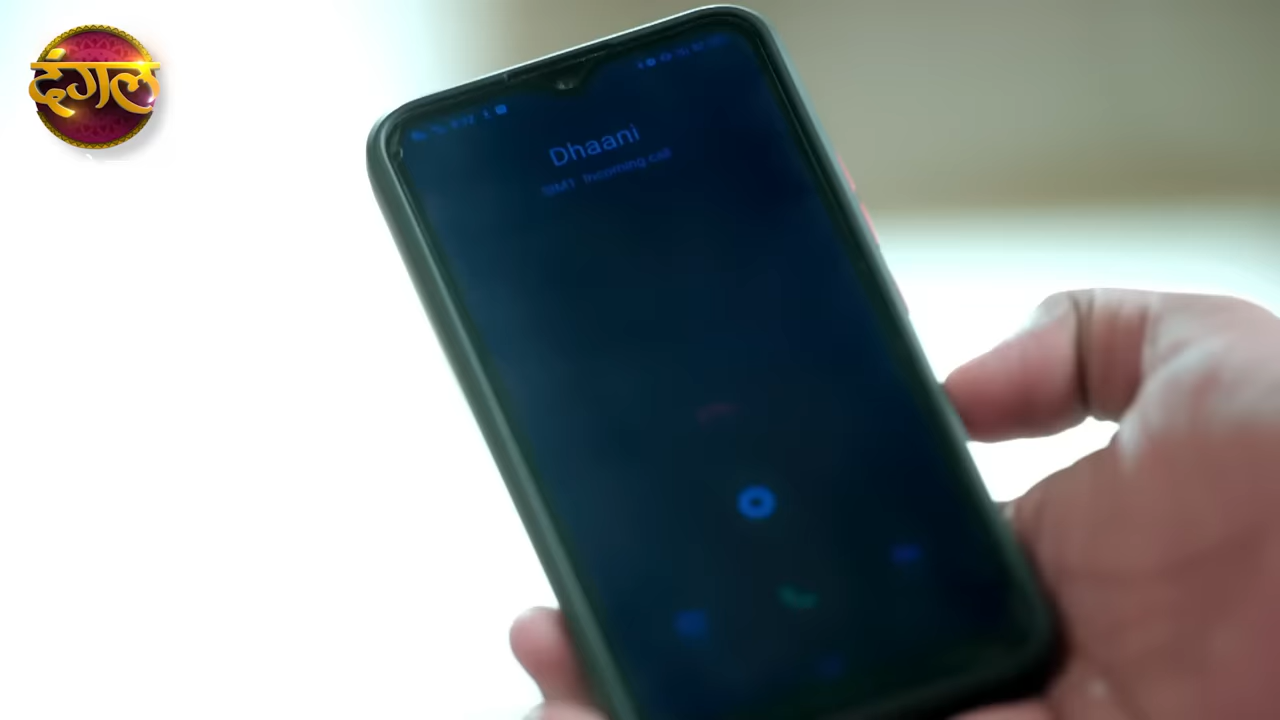 दंगल
Dhaani
SIM1 Incoming call